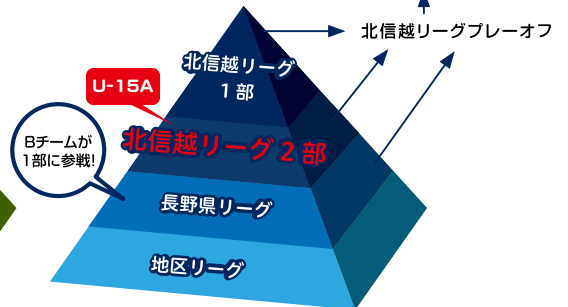 北信越リーグプレーオフ
北信越リーグ
1部
U-15A
北信越リーグ2部
Bチームが
1部に参戦!
長野県リーグ
地区リーグ